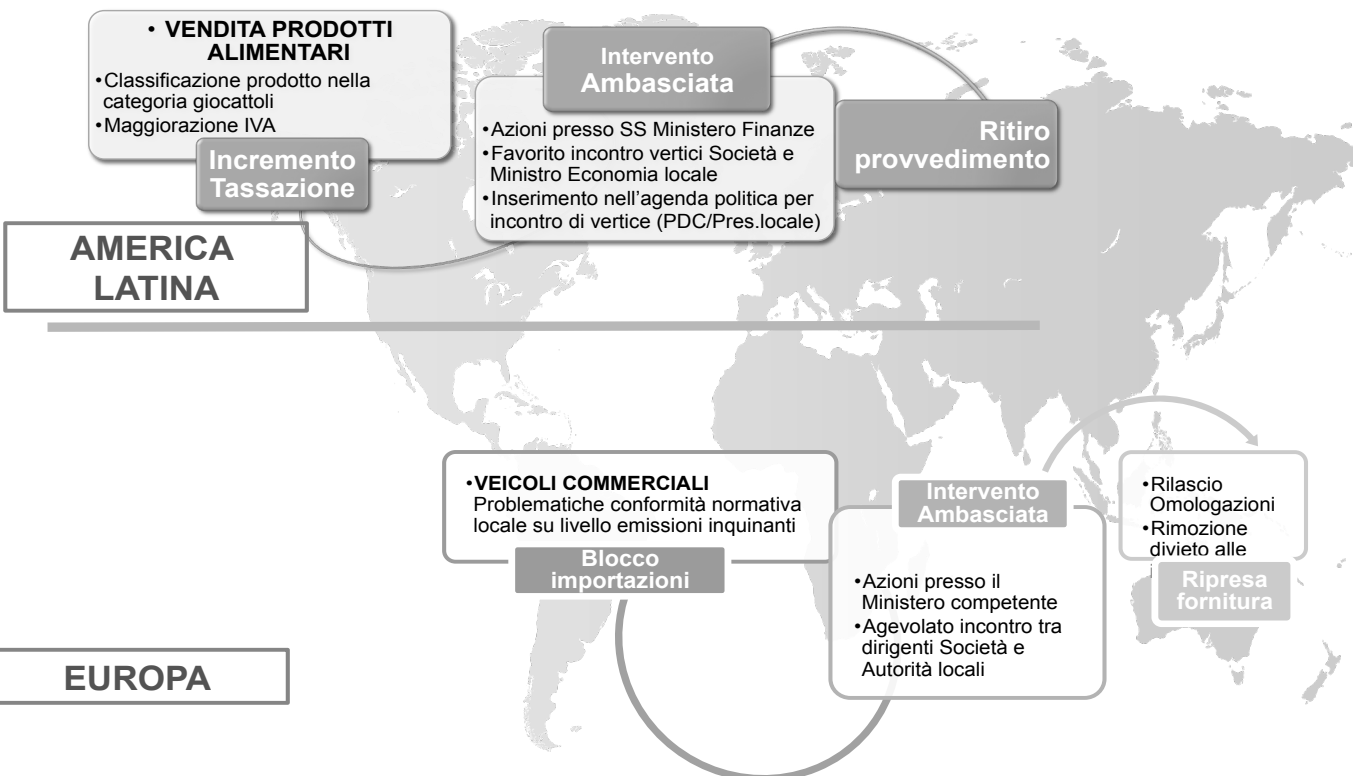 • VENDITA PRODOTTI
ALIMENTARI
•Classificazione prodotto nella
categoria giocattoli
•Maggiorazione IVA
Incremento
Tassazione
Intervento
Ambasciata
•Azioni presso SS Ministero Finanze
•Favorito incontro vertici Società e
Ministro Economia locale
•Inserimento nell’agenda politica per
incontro di vertice (PDC/Pres.locale)
Ritiro
provvedimento
AMERICA
LATINA
•VEICOLI COMMERCIALI
Problematiche conformità normativa
locale su livello emissioni inquinanti
Blocco
importazioni
Intervento
Ambasciata
•Azioni presso il
Ministero competente
•Agevolato incontro tra
dirigenti Società e
Autorità locali
•Rilascio
Omologazioni
•Rimozione
divieto alle
Ripresa
fornitura
EUROPA